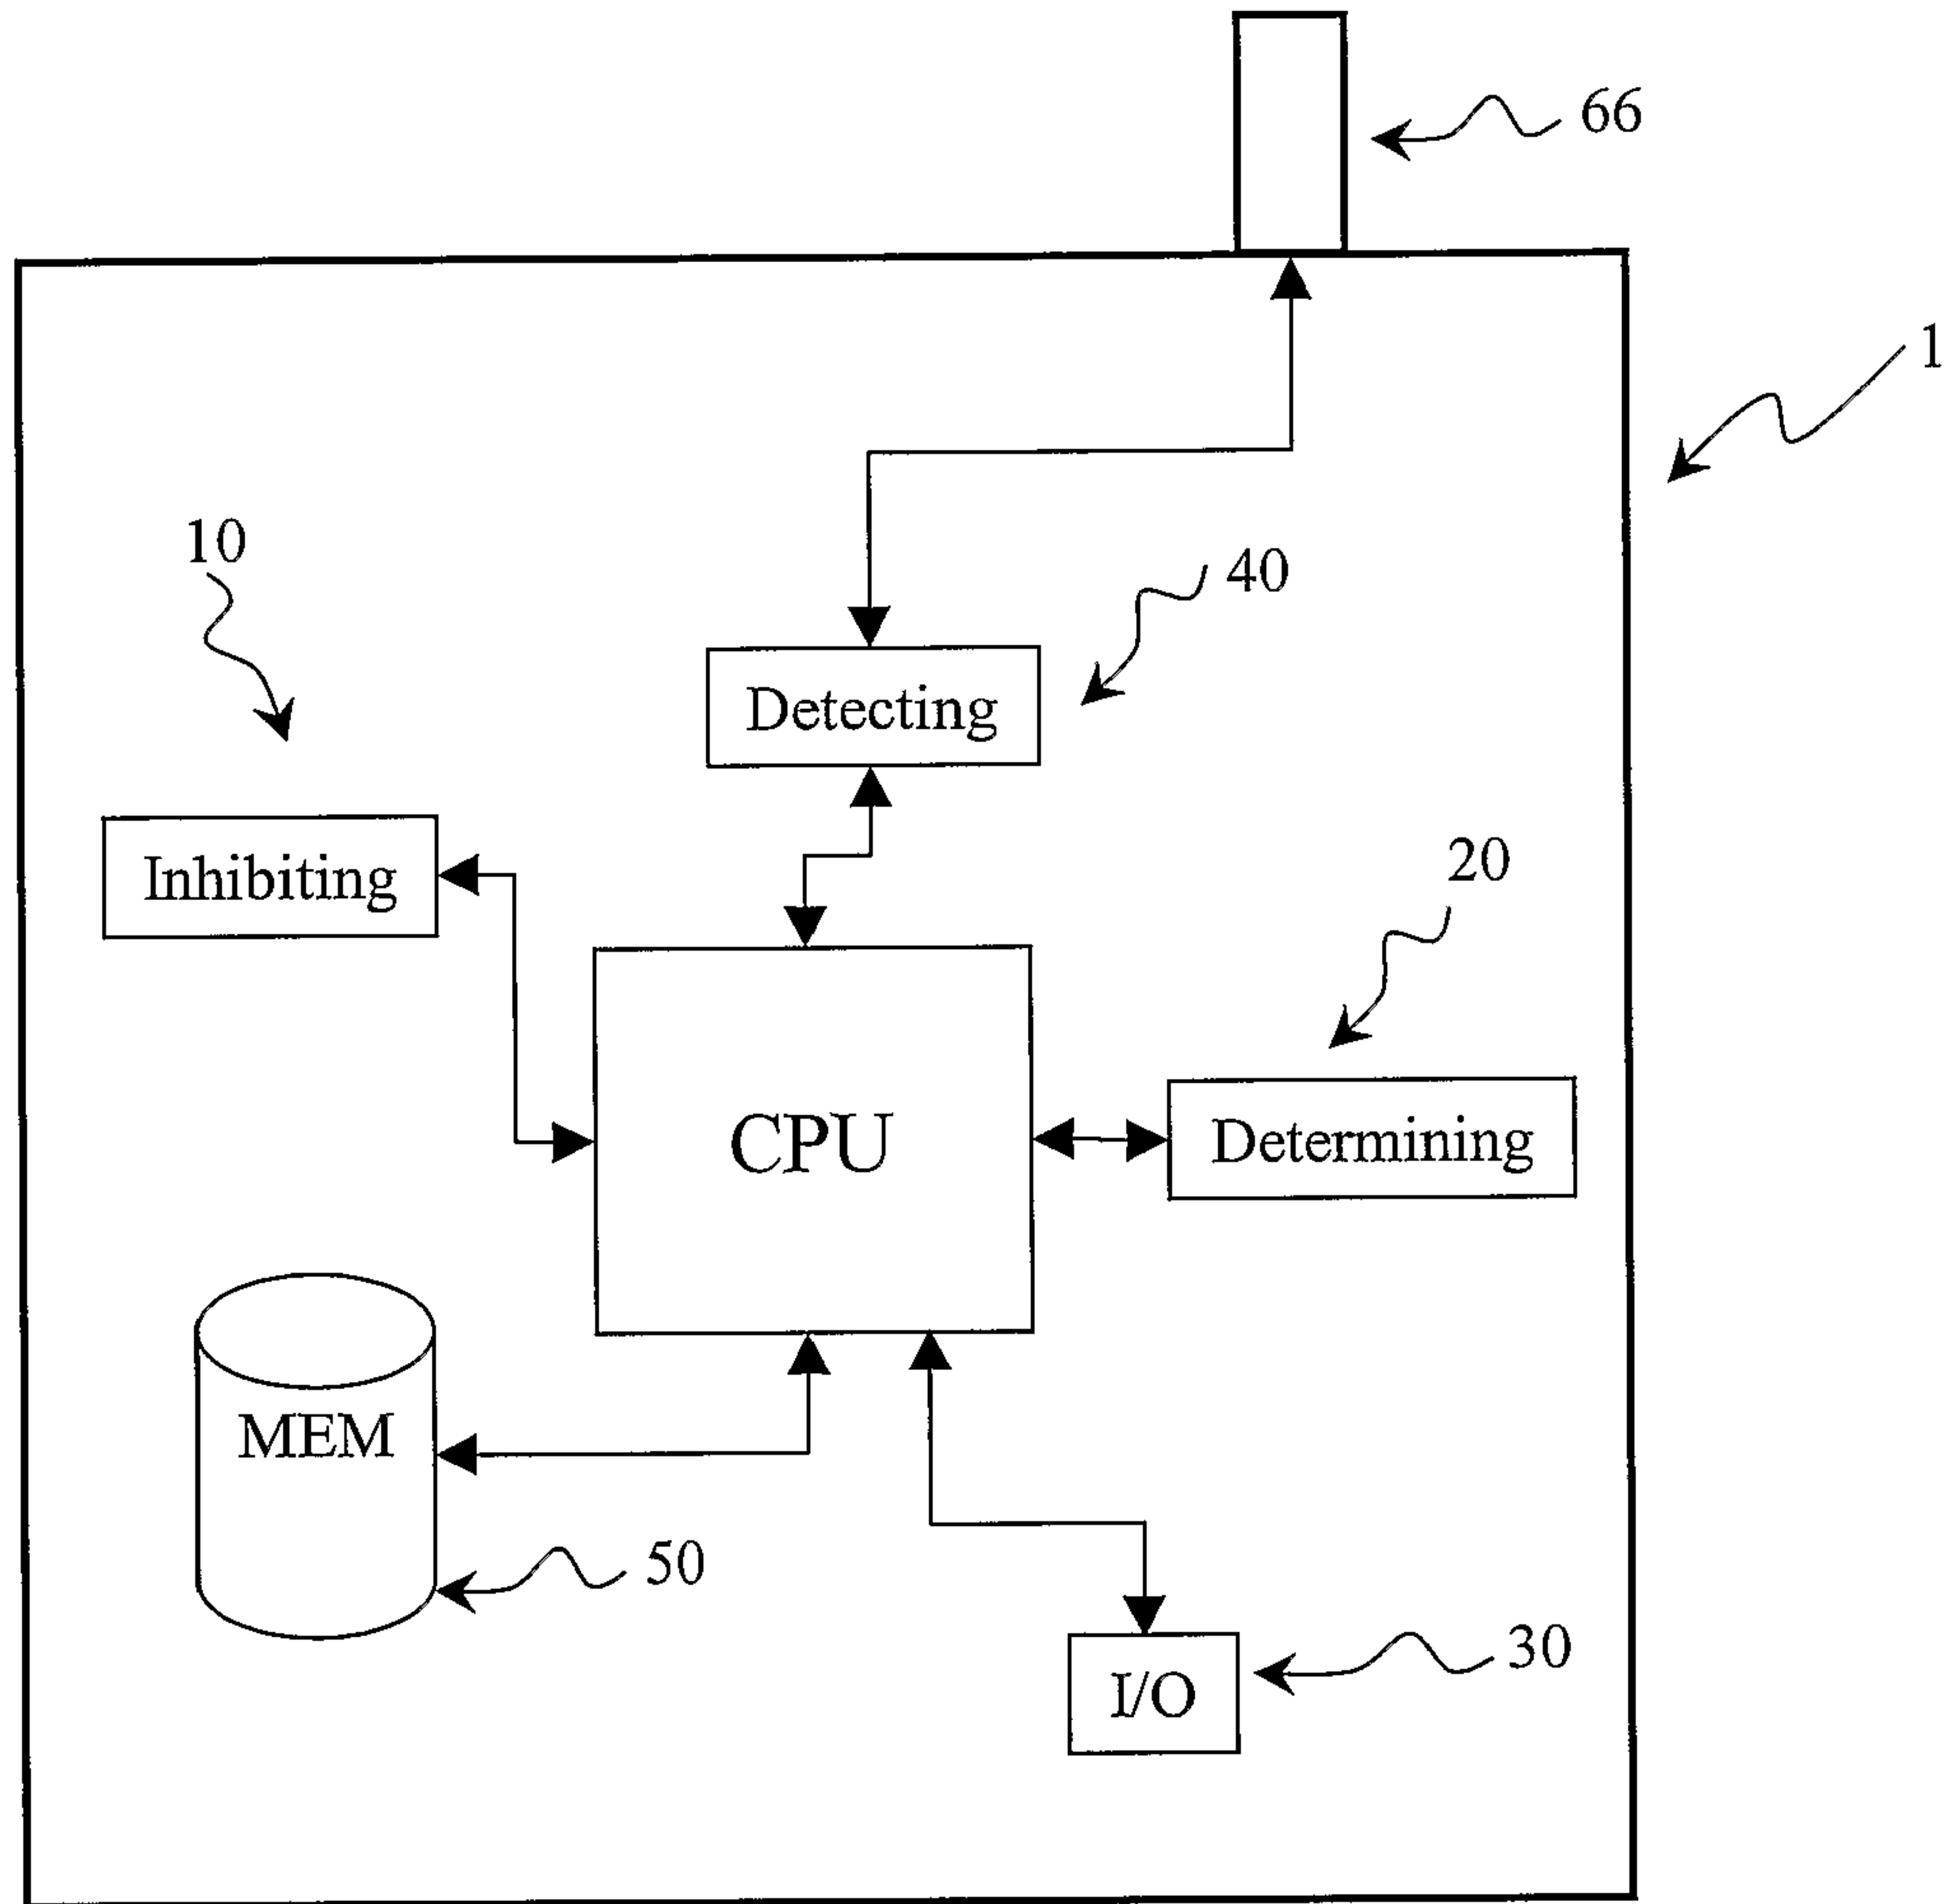 66
1
10
40
Detecting
20
Inhibiting
CPU
Determining
MEM
50
30
I/O